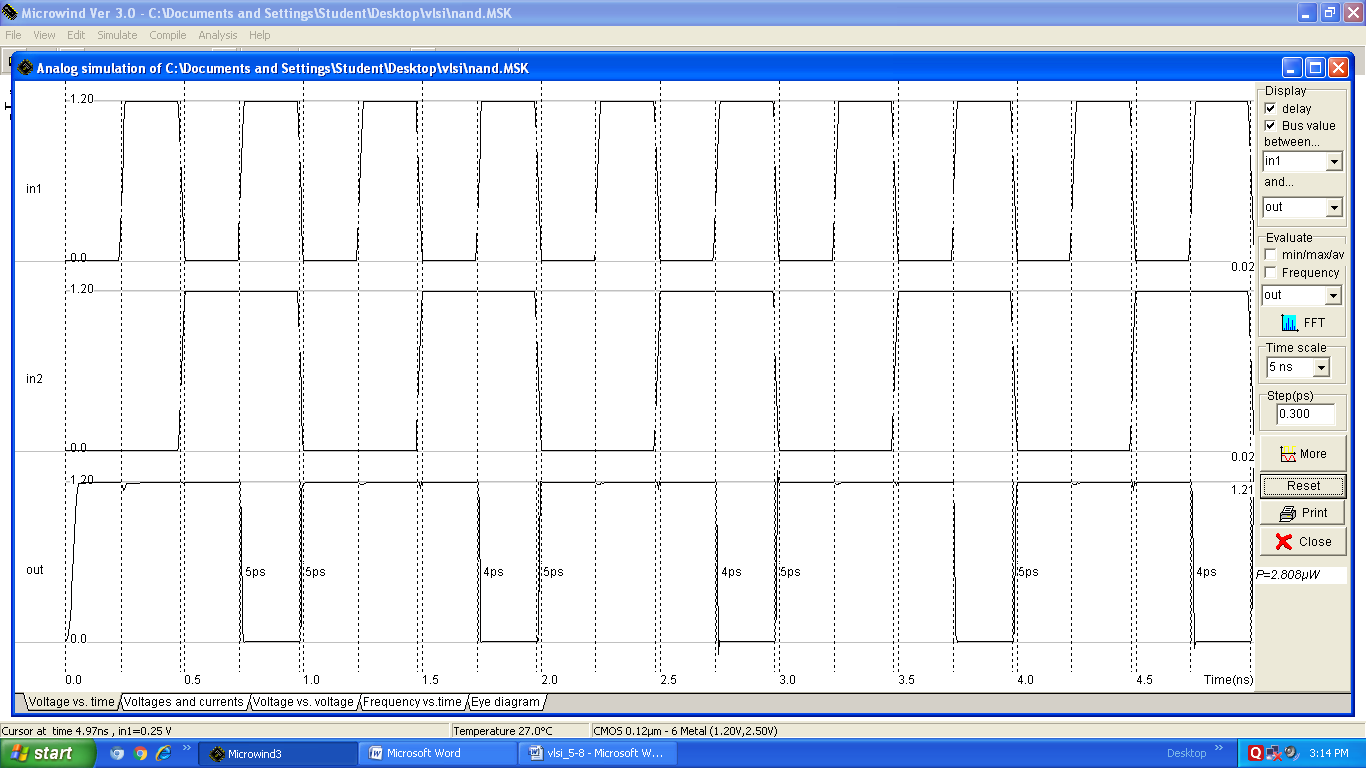 Microwind Ver 3.0 - C:\Documents and Settings\Student\Desktop\vlsi\nand.MSK
File View Edit Simulate Compile Analysis Help
Analog simulation of C:\Documents and Settings\Student\Desktop\vlsi\nand.MSK
1.20
in1
0.0
0.02
1.20
in2
0.0
0.02
1.20
1.21
out
5ps 5ps 4ps 5ps 4ps 5ps 5ps 4ps
0.0
0.0 0.5 1.0 1.5 2.0 2.5 3.0 3.5 4.0 4.5 Time(ns)
Display
delay
Bus value
between...
in1
and...
out
Evaluate
min/max/av
Frequency
out
FFT
Time scale
5 ns
Step(ps)
0.300
More
Reset
Print
Close
P=2.808µW
Voltage vs. time Voltages and currents Voltage vs. voltage Frequency vs.time Eye diagram
Cursor at time 4.97ns , in1=0.25 V Temperature 27.0°C CMOS 0.12µm - 6 Metal (1.20V,2.50V)
start Microwind3 Microsoft Word vlsi_5-8 - Microsoft W... Desktop 3:14 PM